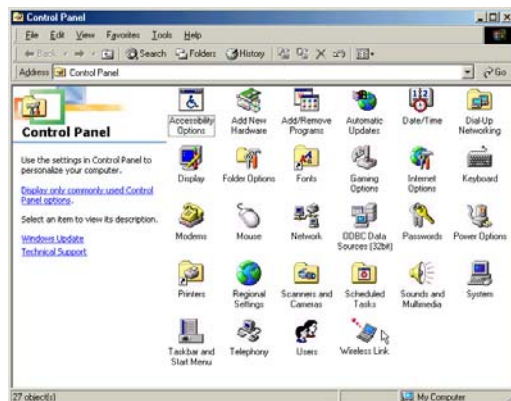 Control Panel
File Edit View Favorites Tools Help
Back Search Folders History
Address Control Panel Go
Control Panel
Use the settings in Control Panel to
personalize your computer.
Display only commonly used Control
Panel options.
Select an item to view its description.
Windows Update
Technical Support
Accessibility Options
Add New Hardware
Add/Remove Programs
Automatic Updates
Date/Time
Dial-Up Networking
Display
Folder Options
Fonts
Gaming Options
Internet Options
Keyboard
Modems
Mouse
Network
ODBC Data Sources (32bit)
Passwords
Power Options
Printers
Regional Settings
Scanners and Cameras
Scheduled Tasks
Sounds and Multimedia
System
Taskbar and Start Menu
Telephony
Users
Wireless Link
27 object(s) My Computer